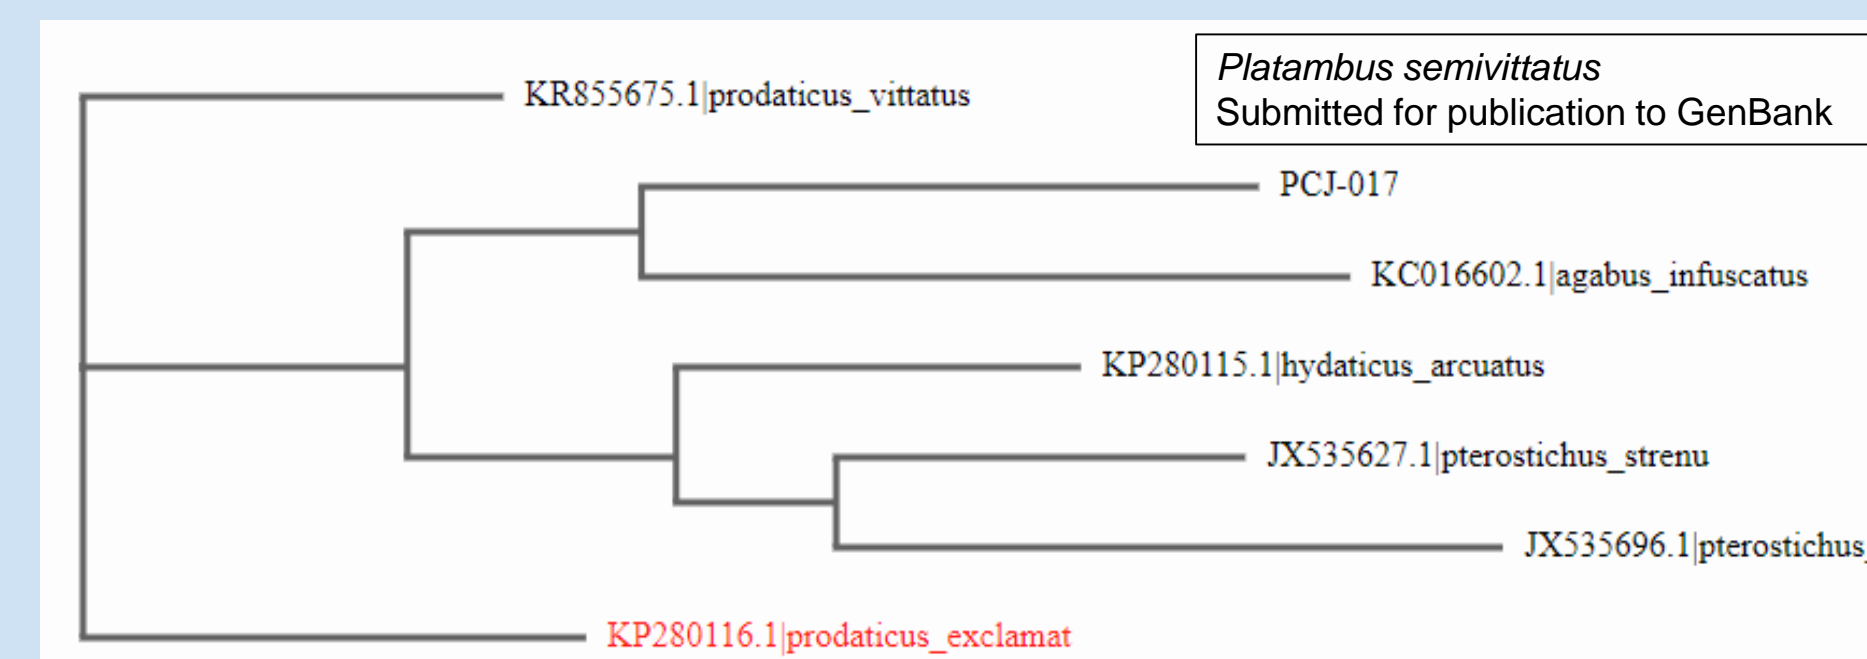 Platambus semivittatus
Submitted for publication to GenBank
KR855675.1|prodaticus_vittatus
PCJ-017
KC016602.1|agabus_infuscatus
KP280115.1|hydaticus_arcuatus
JX535627.1|pterostichus_strenu
JX535696.1|pterostichus_
KP280116.1|prodaticus_exclamat